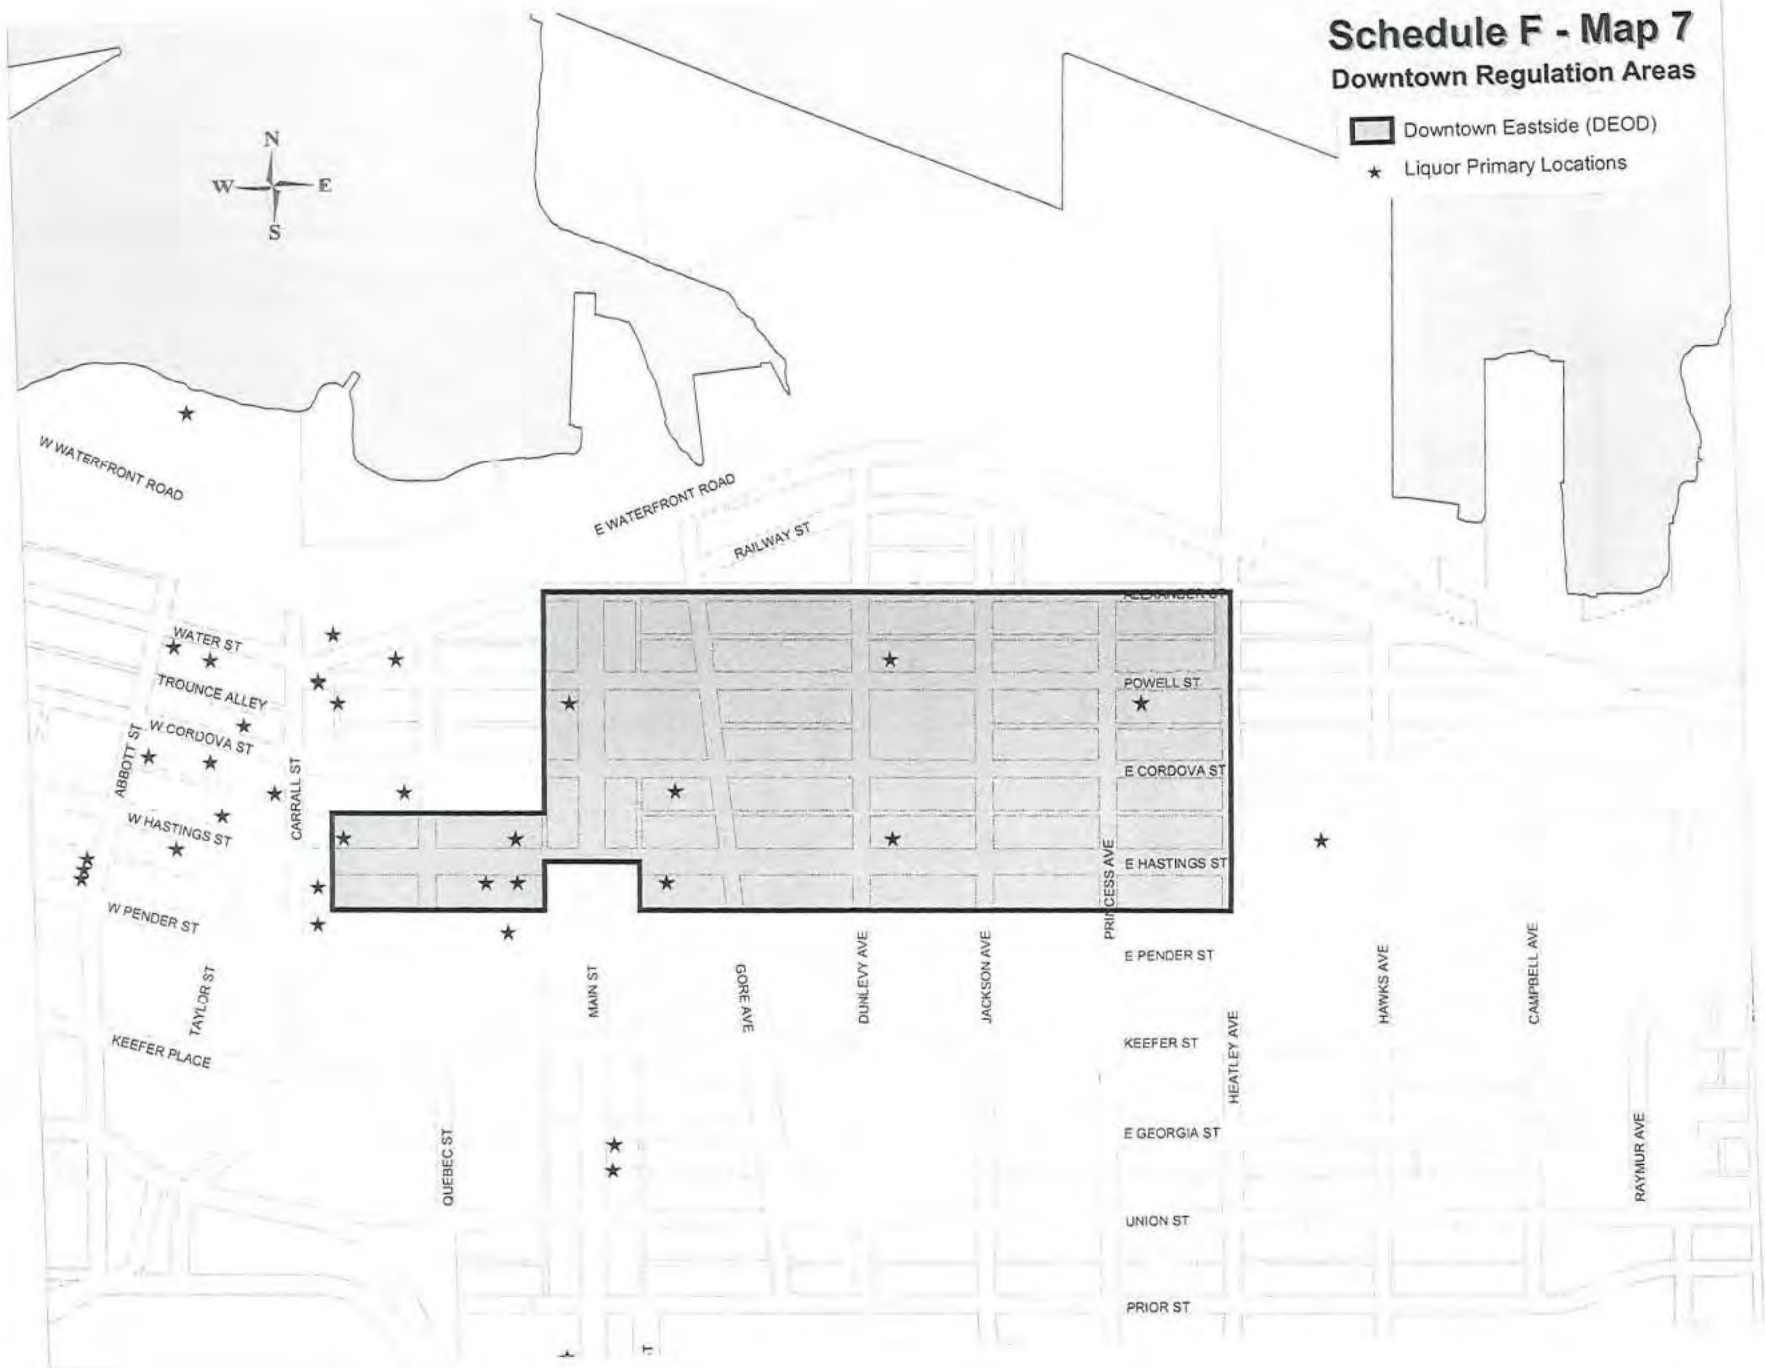 Schedule F - Map 7
Downtown Regulation Areas
Downtown Eastside (DEOD)
Liquor Primary Locations
N
W
E
S
W WATERFRONT ROAD
E WATERFRONT ROAD
RAILWAY ST
ALEXANDER ST
WATER ST
TROUNCE ALLEY
POWELL ST
W CORDOVA ST
ABBOTT ST
CARRALL ST
E CORDOVA ST
W HASTINGS ST
E HASTINGS ST
PRINCESS AVE
W PENDER ST
E PENDER ST
TAYLOR ST
MAIN ST
GORE AVE
DUNLEVY AVE
JACKSON AVE
HAWKS AVE
CAMPBELL AVE
KEEFER PLACE
KEEFER ST
HEATLEY AVE
E GEORGIA ST
QUEBEC ST
RAYMUR AVE
UNION ST
PRIOR ST